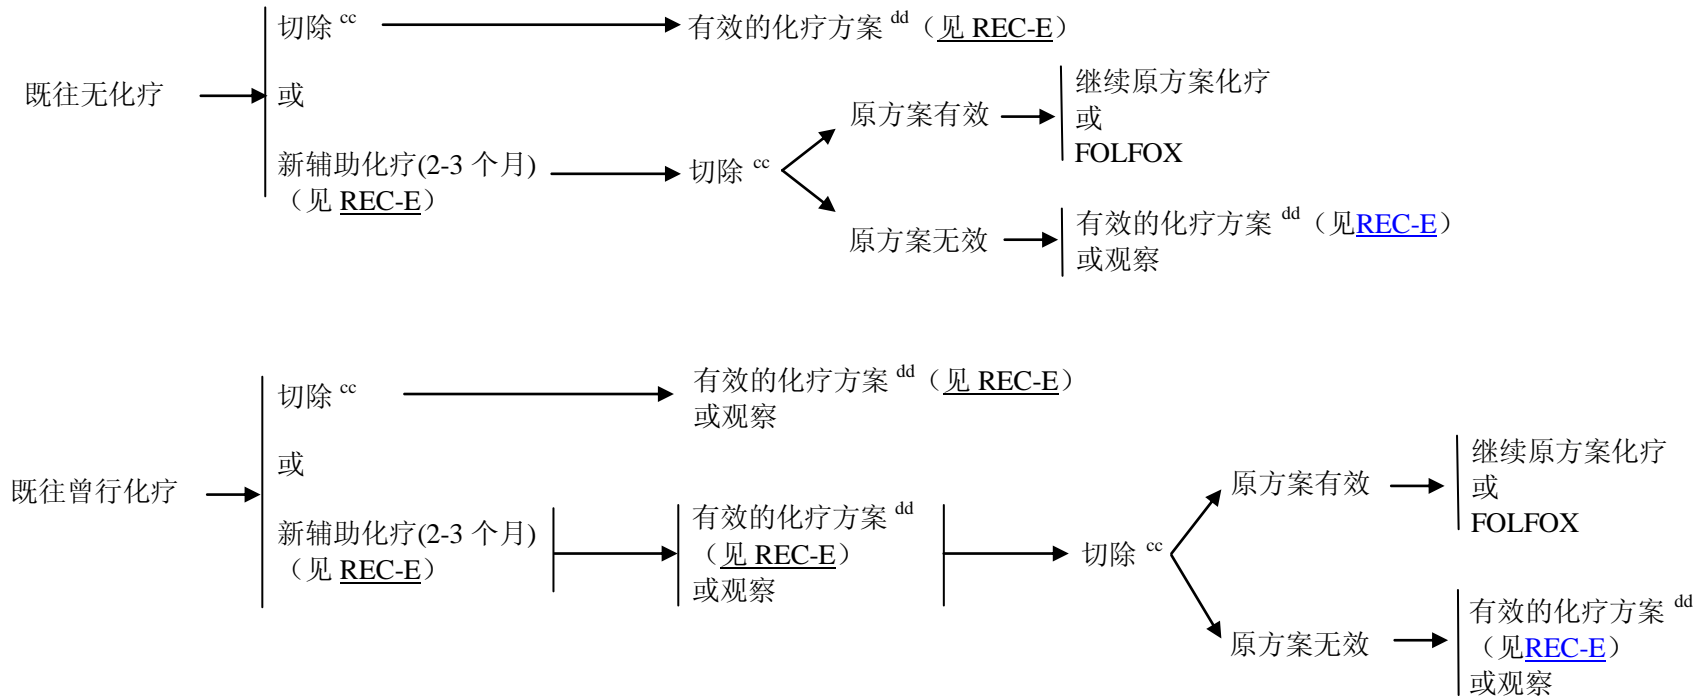 切除 cc
有效的化疗方案 dd（见 REC-E）
既往无化疗
或
新辅助化疗(2-3 个月)
（见 REC-E）
切除 cc
原方案有效
继续原方案化疗
或
FOLFOX
原方案无效
有效的化疗方案 dd（见REC-E）
或观察
切除 cc
有效的化疗方案 dd（见 REC-E）
或观察
既往曾行化疗
或
新辅助化疗(2-3 个月)
（见 REC-E）
有效的化疗方案 dd
（见 REC-E）
或观察
切除 cc
原方案有效
继续原方案化疗
或
FOLFOX
原方案无效
有效的化疗方案 dd
（见REC-E）
或观察